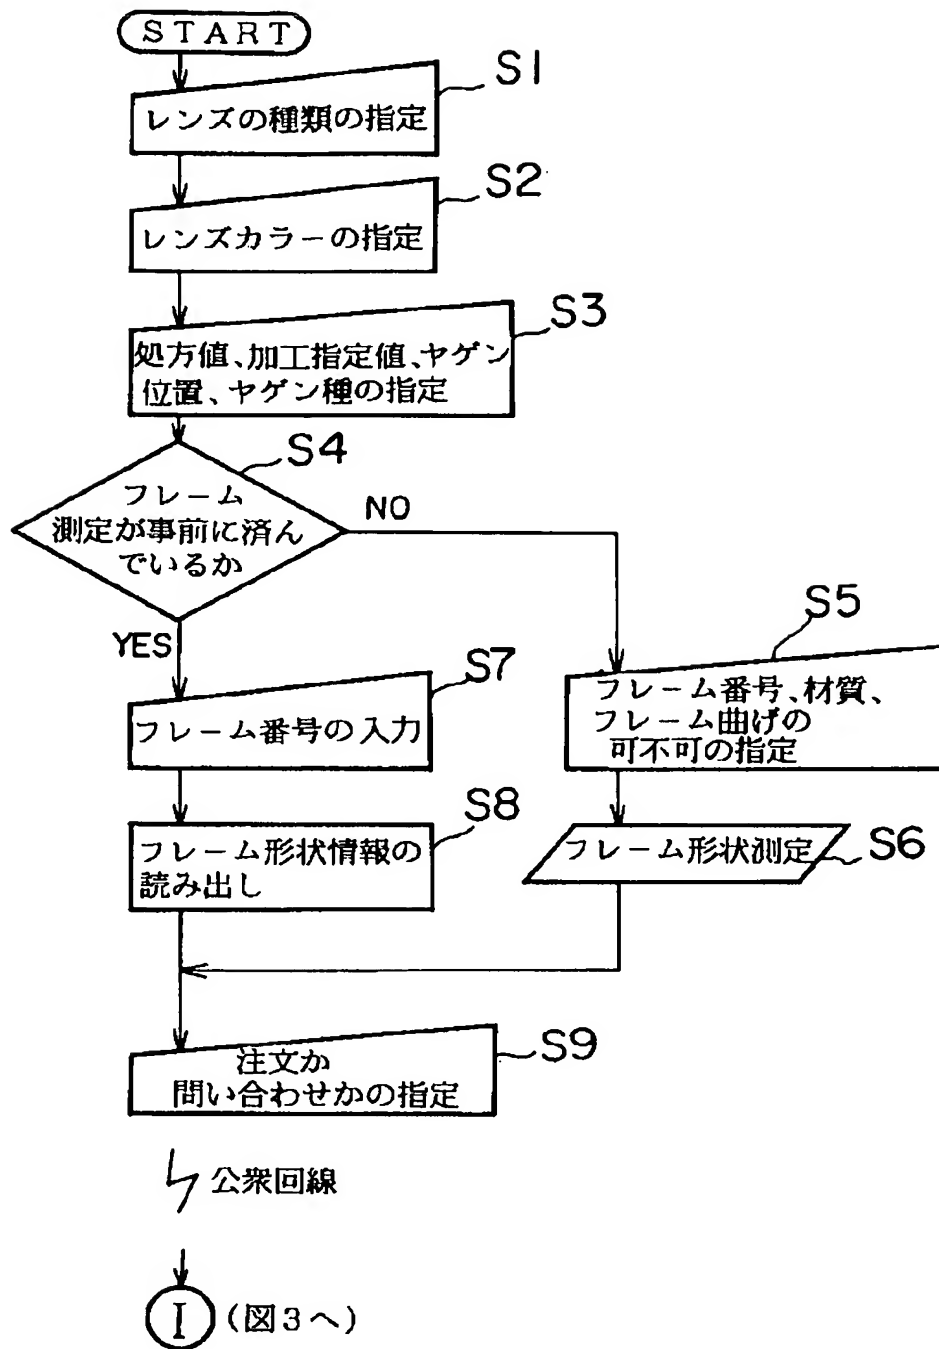 START
S1
レンズの種類の指定
S2
レンズカラーの指定
S3
処方値、加工指定値、ヤゲン
位置、ヤゲン種の指定
S4
フレーム
測定が事前に済ん
でいるか
NO
YES
S5
フレーム番号、材質、
フレーム曲げの
可不可の指定
S7
フレーム番号の入力
S8
フレーム形状情報の
読み出し
フレーム形状測定
S6
S9
注文か
問い合わせかの指定
公衆回線
I
(図3へ)